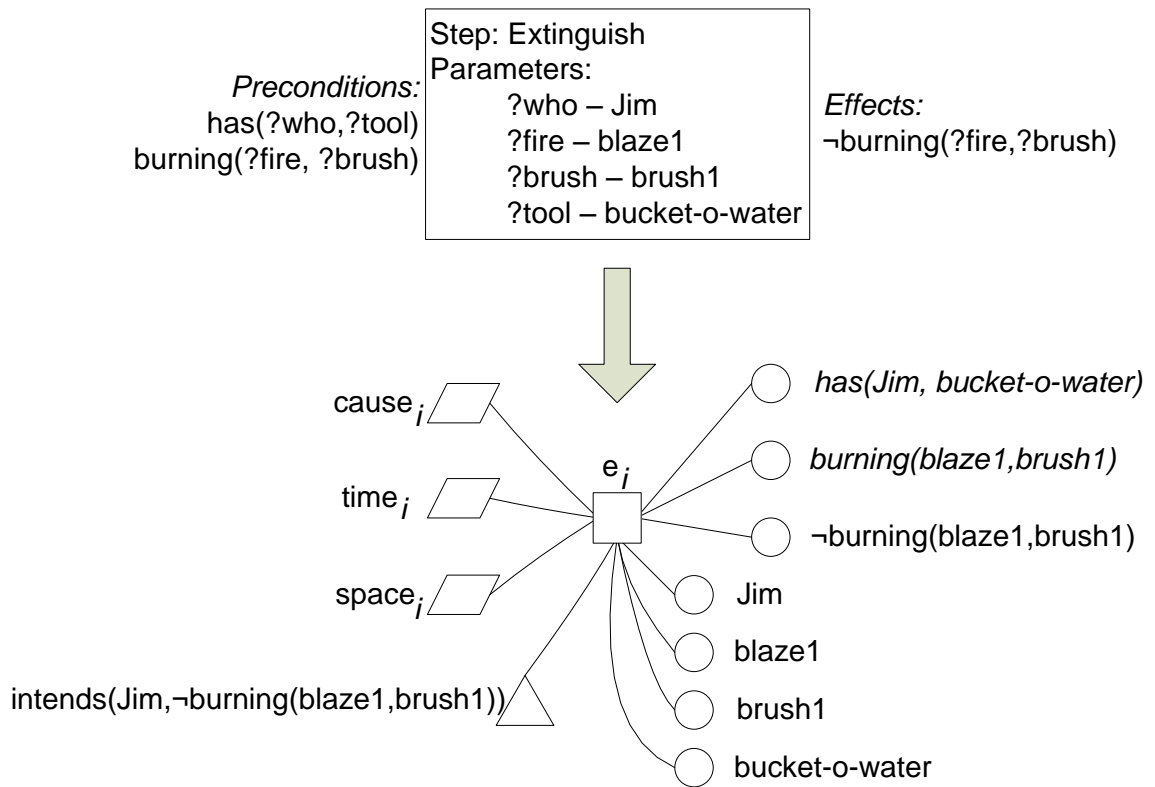 Step: Extinguish
Parameters:
?who – Jim
?fire – blaze1
?brush – brush1
?tool – bucket-o-water
Preconditions:
has(?who,?tool)
burning(?fire, ?brush)
Effects:
¬burning(?fire,?brush)
cause i
time i
space i
intends(Jim,¬burning(blaze1,brush1))
e i
has(Jim, bucket-o-water)
burning(blaze1,brush1)
¬burning(blaze1,brush1)
Jim
blaze1
brush1
bucket-o-water